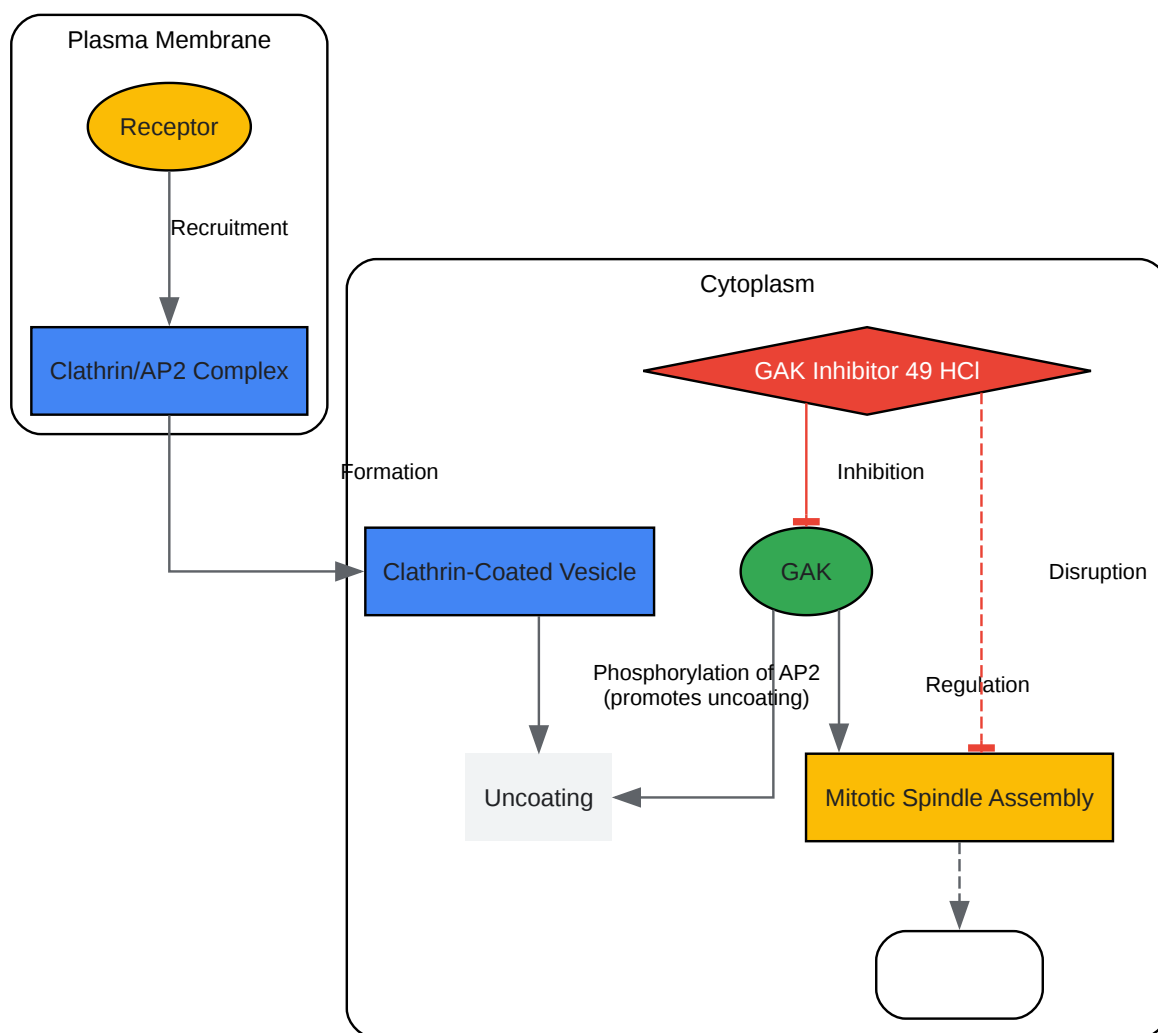 Plasma Membrane
Receptor
Recruitment
Clathrin/AP2 Complex
Cytoplasm
GAK Inhibitor 49 HCl
Formation
Inhibition
Clathrin-Coated Vesicle
GAK
Disruption
Phosphorylation of AP2
(promotes uncoating)
Regulation
Uncoating
Mitotic Spindle Assembly